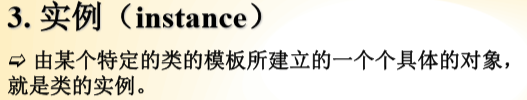 3. 实例（instance）
⇨ 由某个特定的类的模板所建立的一个个具体的对象，
就是类的实例。